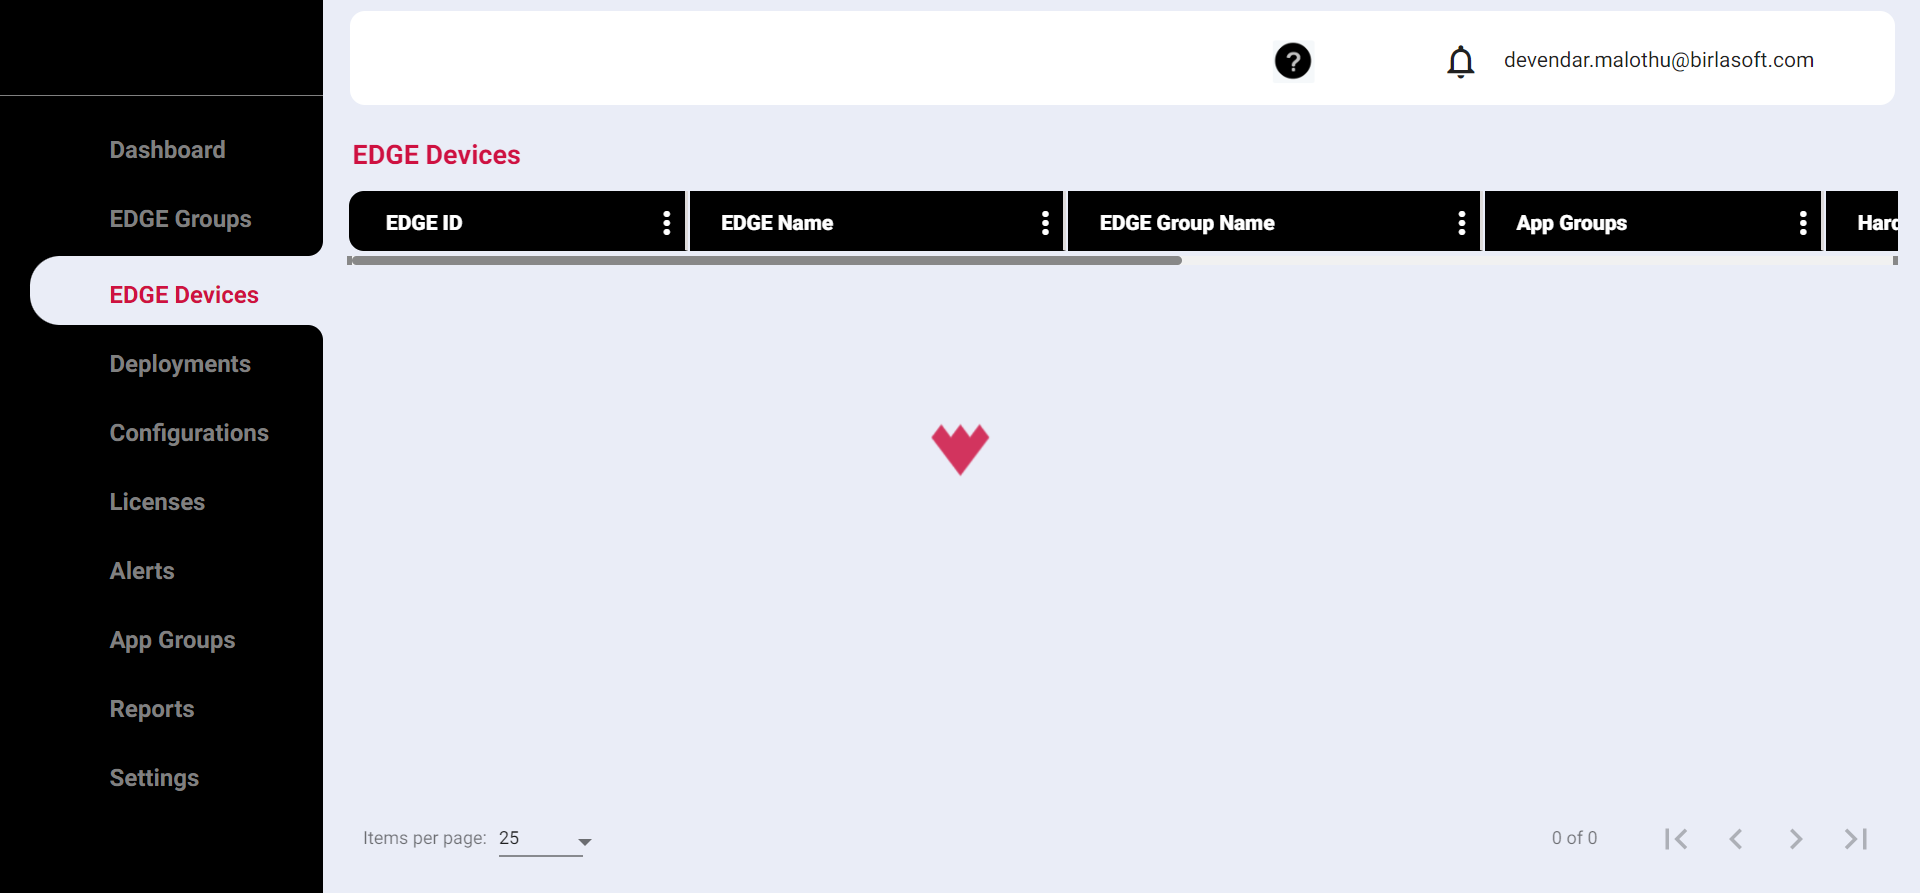 ?
devendar.malothu@birlasoft.com
Dashboard
EDGE Groups
EDGE Devices
Deployments
Configurations
Licenses
Alerts
App Groups
Reports
Settings
EDGE Devices
EDGE ID EDGE Name EDGE Group Name App Groups Hard
Items per page: 25 0 of 0